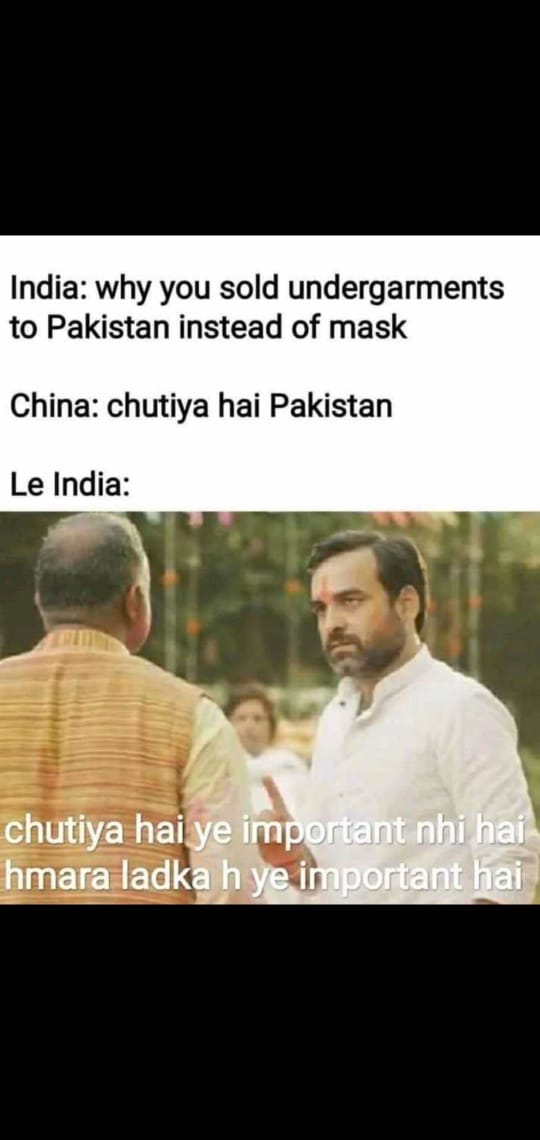 India: why you sold undergarments
to Pakistan instead of mask
China: chutiya hai Pakistan
Le India:
chutiya hai ye important nhi hai
hmara ladka h ye important hai